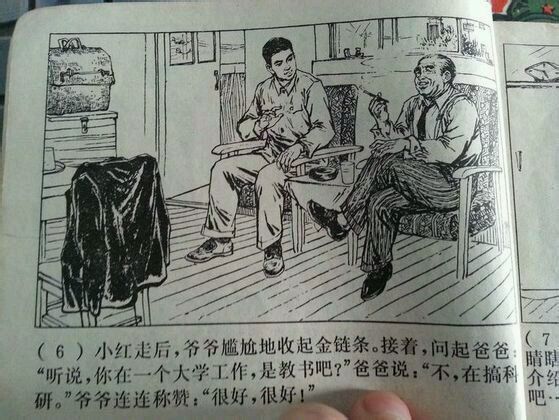 (6) 小红走后，爷爷尴尬地收起金链条。接着，问起爸爸：
“听说，你在一个大学工作，是教书吧？”爸爸说：“不，在搞科
研。”爷爷连连称赞：“很好，很好！”
(7
睛
介绍
吧